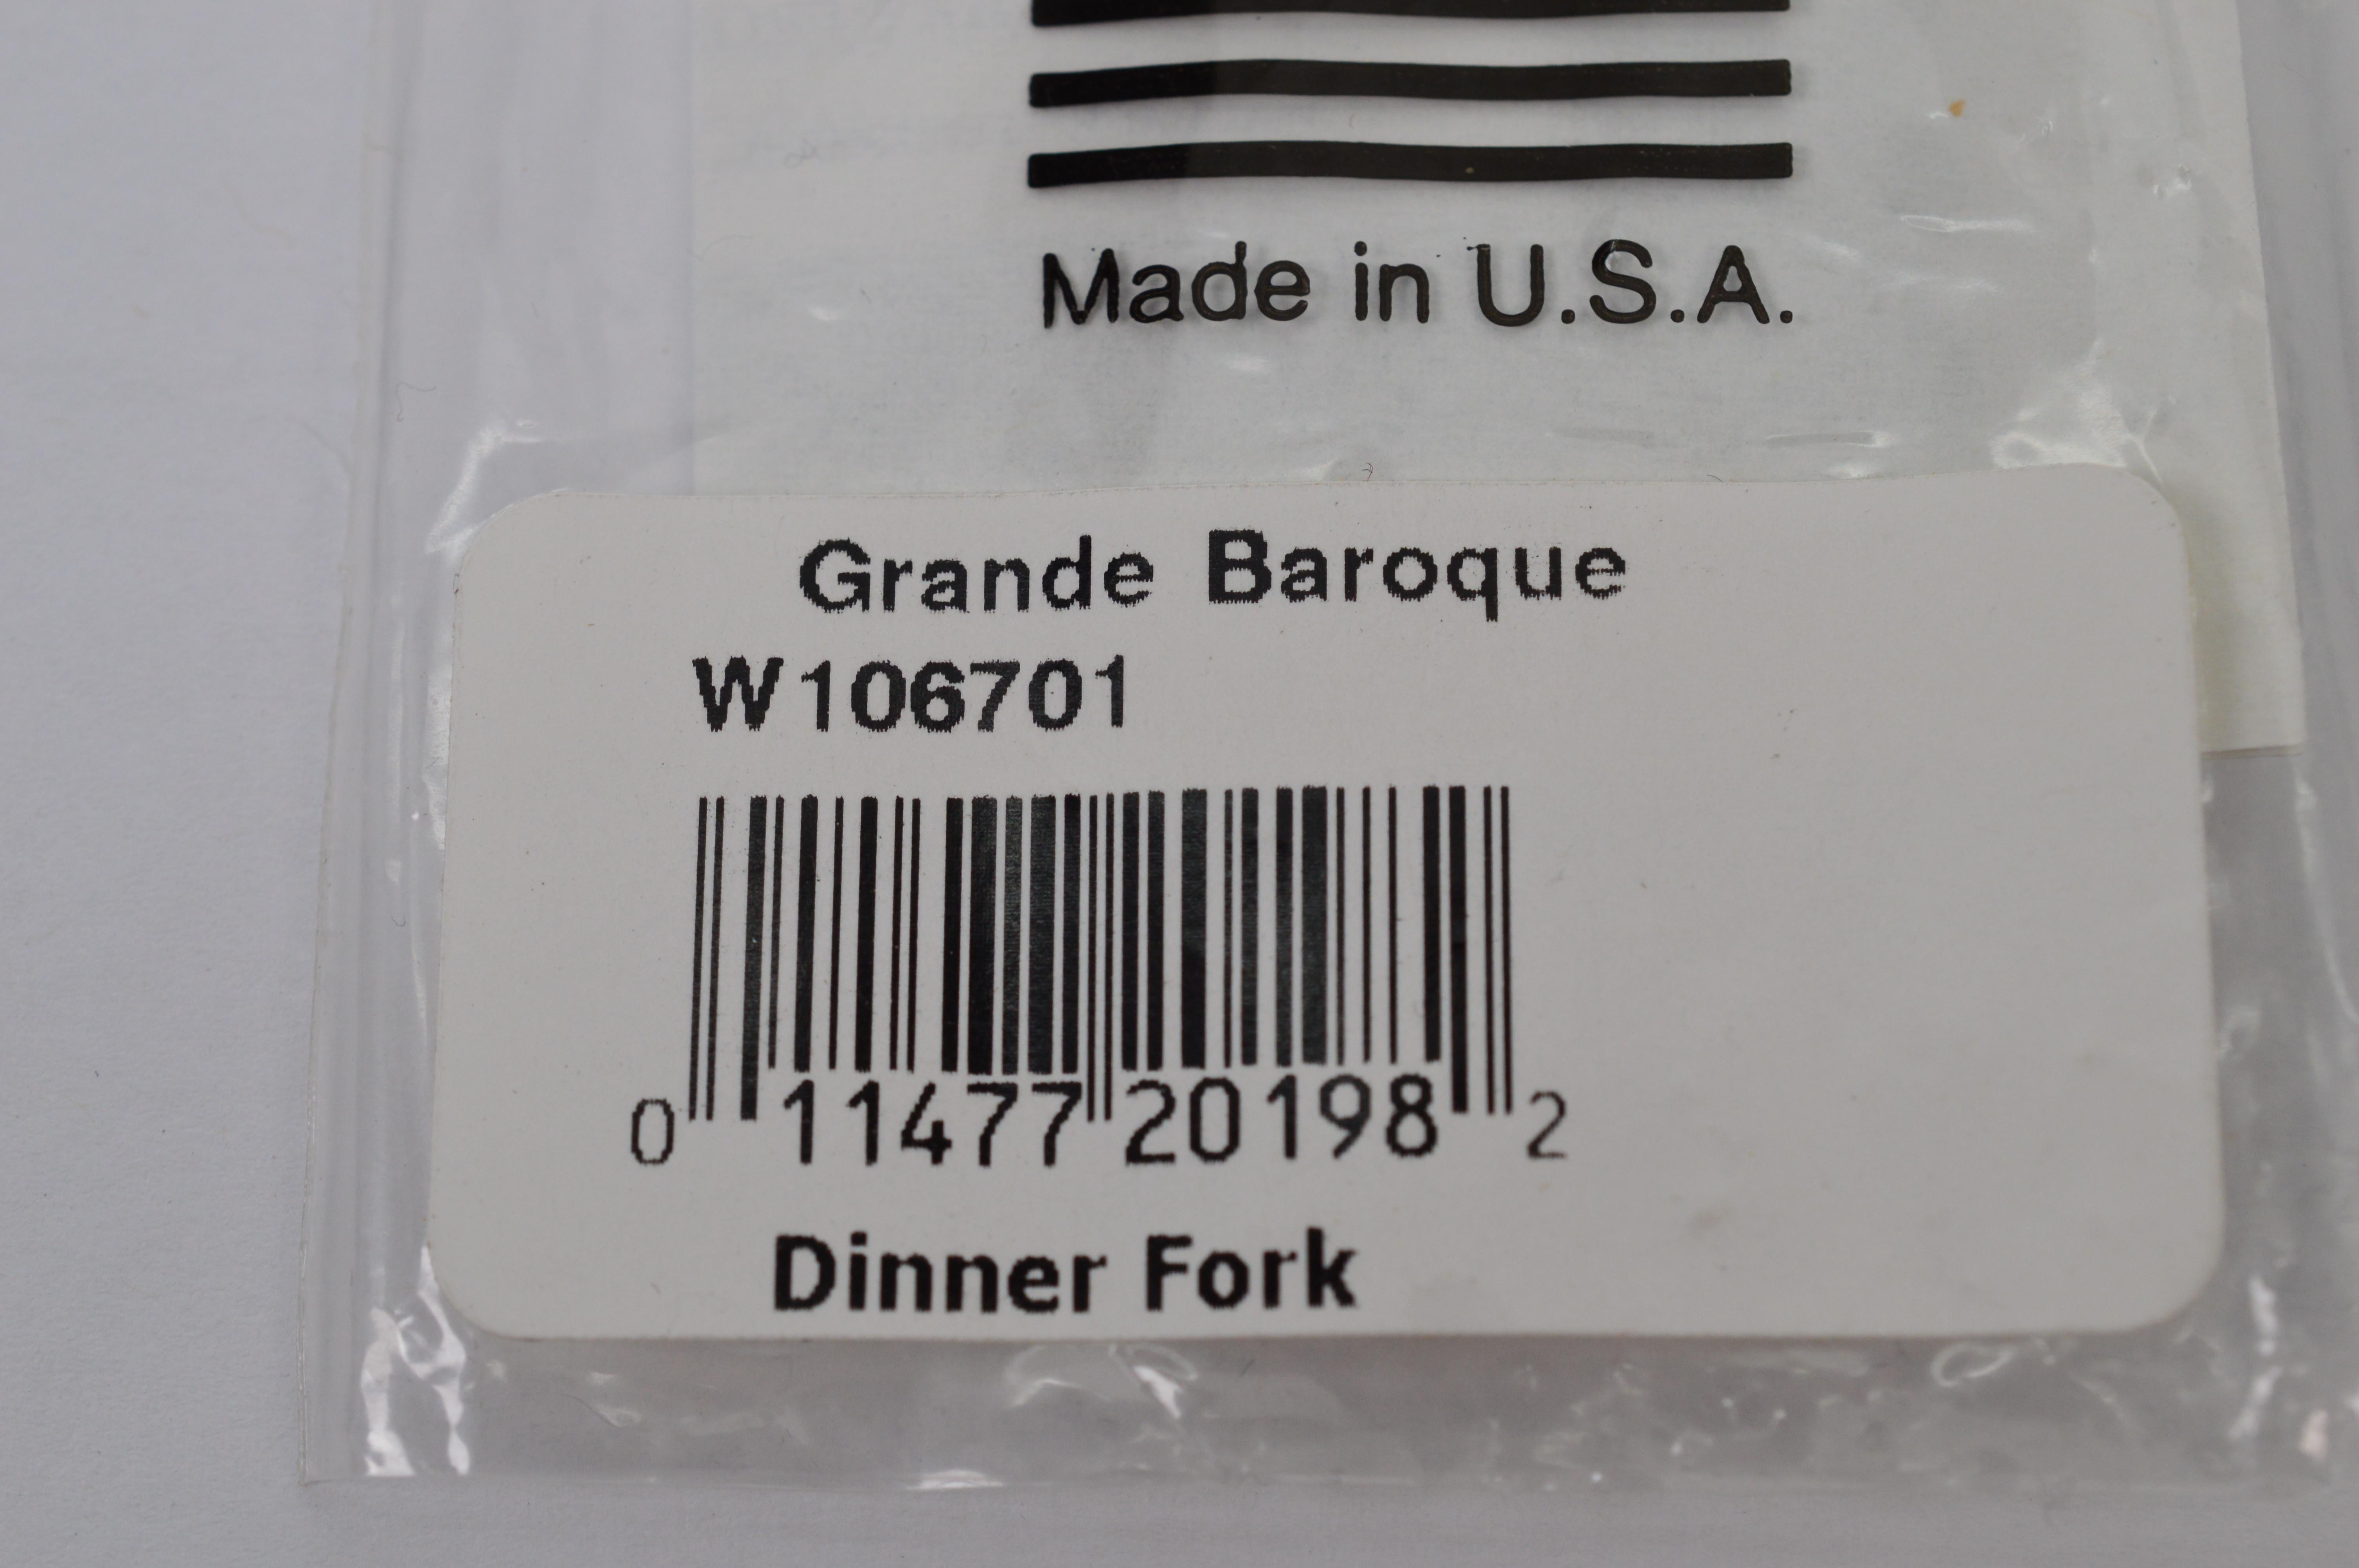 Made in U.S.A.
Grande Baroque
W106701
0 11477 20198 2
Dinner Fork